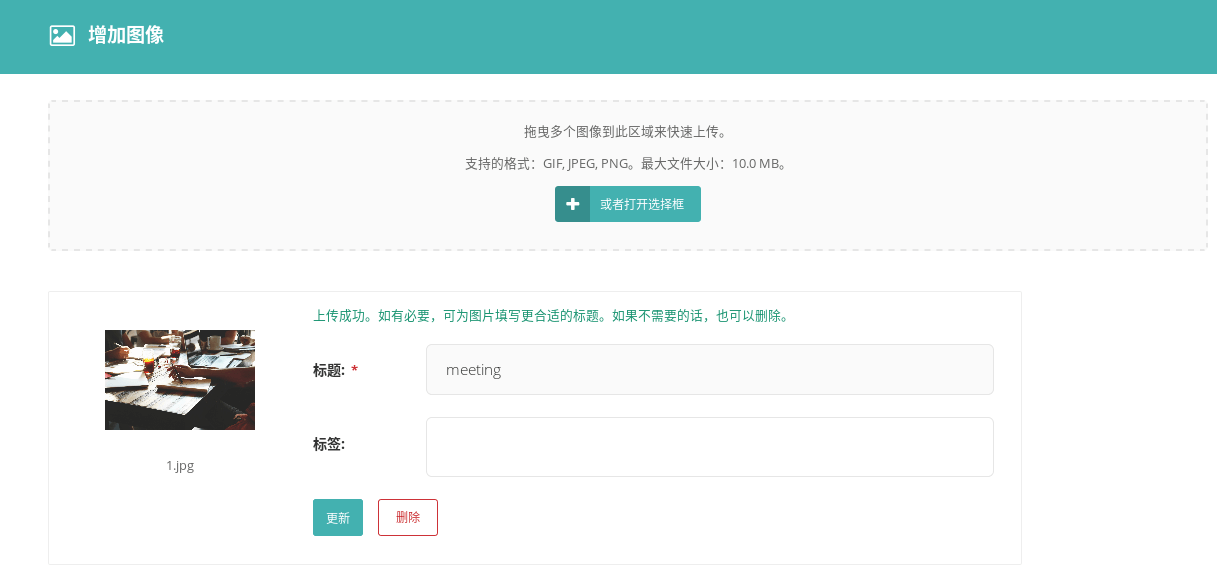 增加图像
拖曳多个图像到此区域来快速上传。
支持的格式：GIF, JPEG, PNG。最大文件大小：10.0 MB。
或者打开选择框
上传成功。如有必要，可为图片填写更合适的标题。如果不需要的话，也可以删除。
标题: *
meeting
标签:
1.jpg
更新
删除